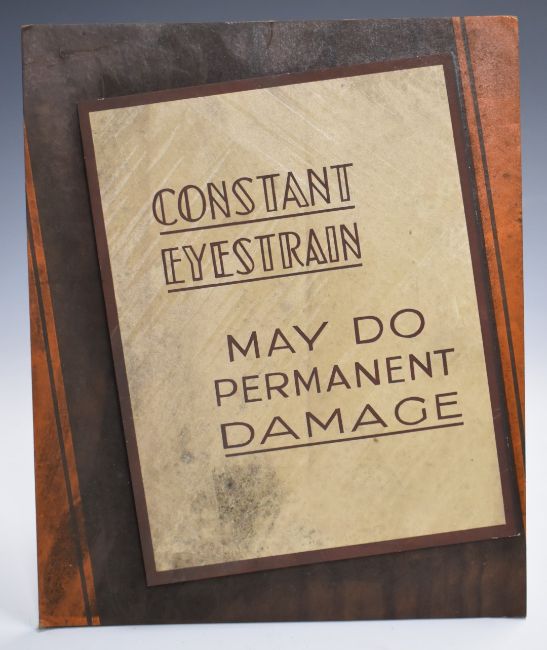 CONSTANT
EYESTRAIN
MAY DO
PERMANENT
DAMAGE